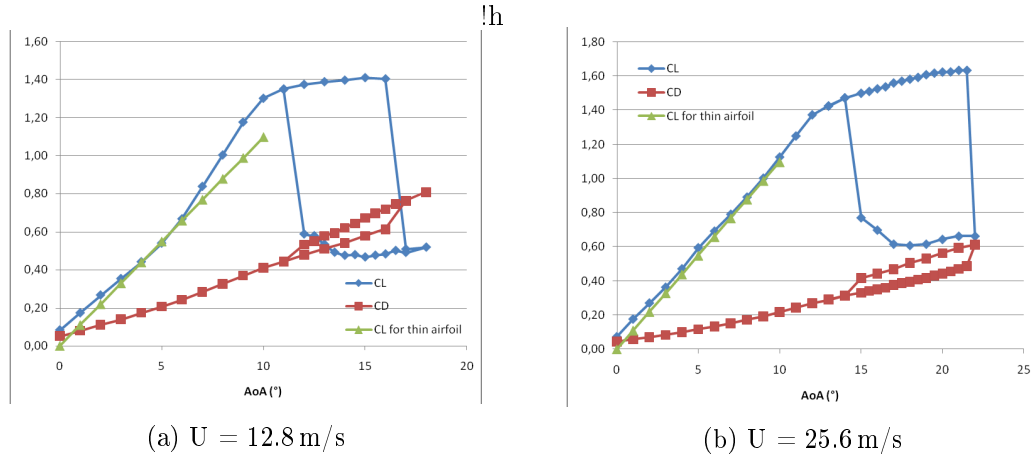 !h
1,60
1,40
1,20
1,00
0,80
0,60
0,40
0,20
0,00
0 5 10 15 20
AoA (°)
CL
CD
CL for thin airfoil
(a) U = 12.8 m/s
1,80
1,60
1,40
1,20
1,00
0,80
0,60
0,40
0,20
0,00
0 5 10 15 20 25
AoA (°)
CL
CD
CL for thin airfoil
(b) U = 25.6 m/s